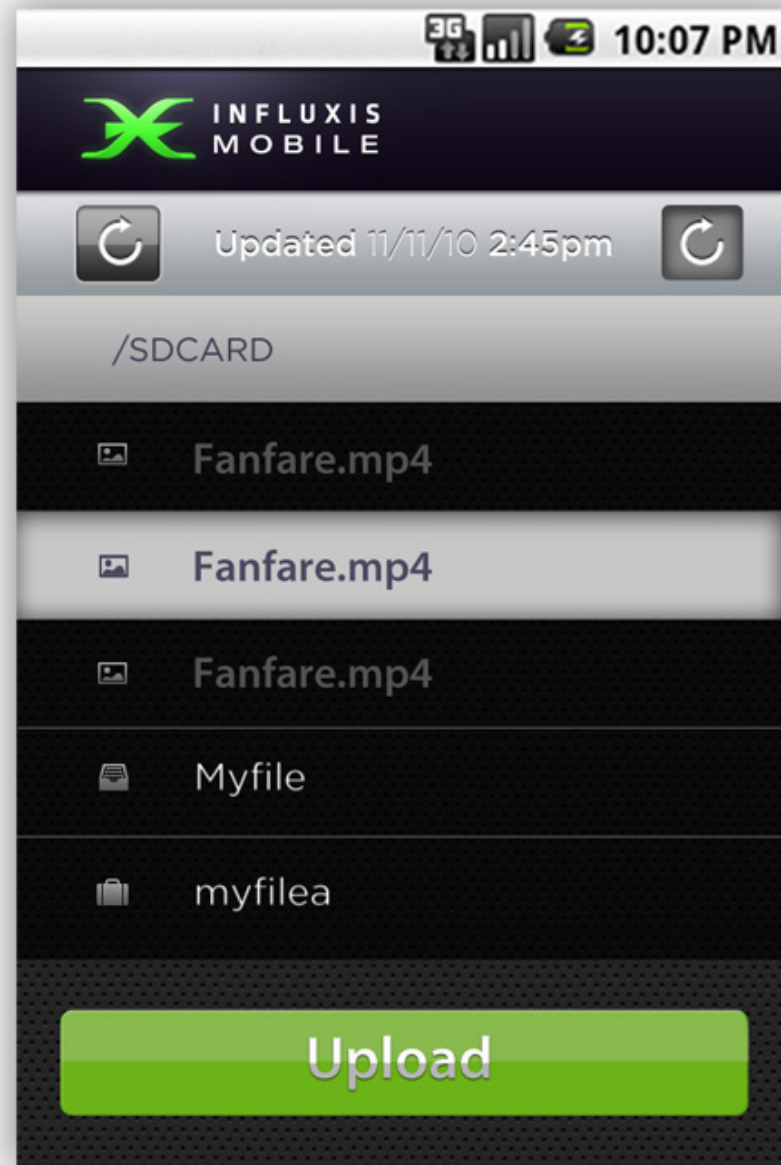 3G 10:07 PM
INFLUXIS
MOBILE
Updated 11/11/10 2:45pm
/SDCARD
Fanfare.mp4
Fanfare.mp4
Fanfare.mp4
Myfile
myfilea
Upload